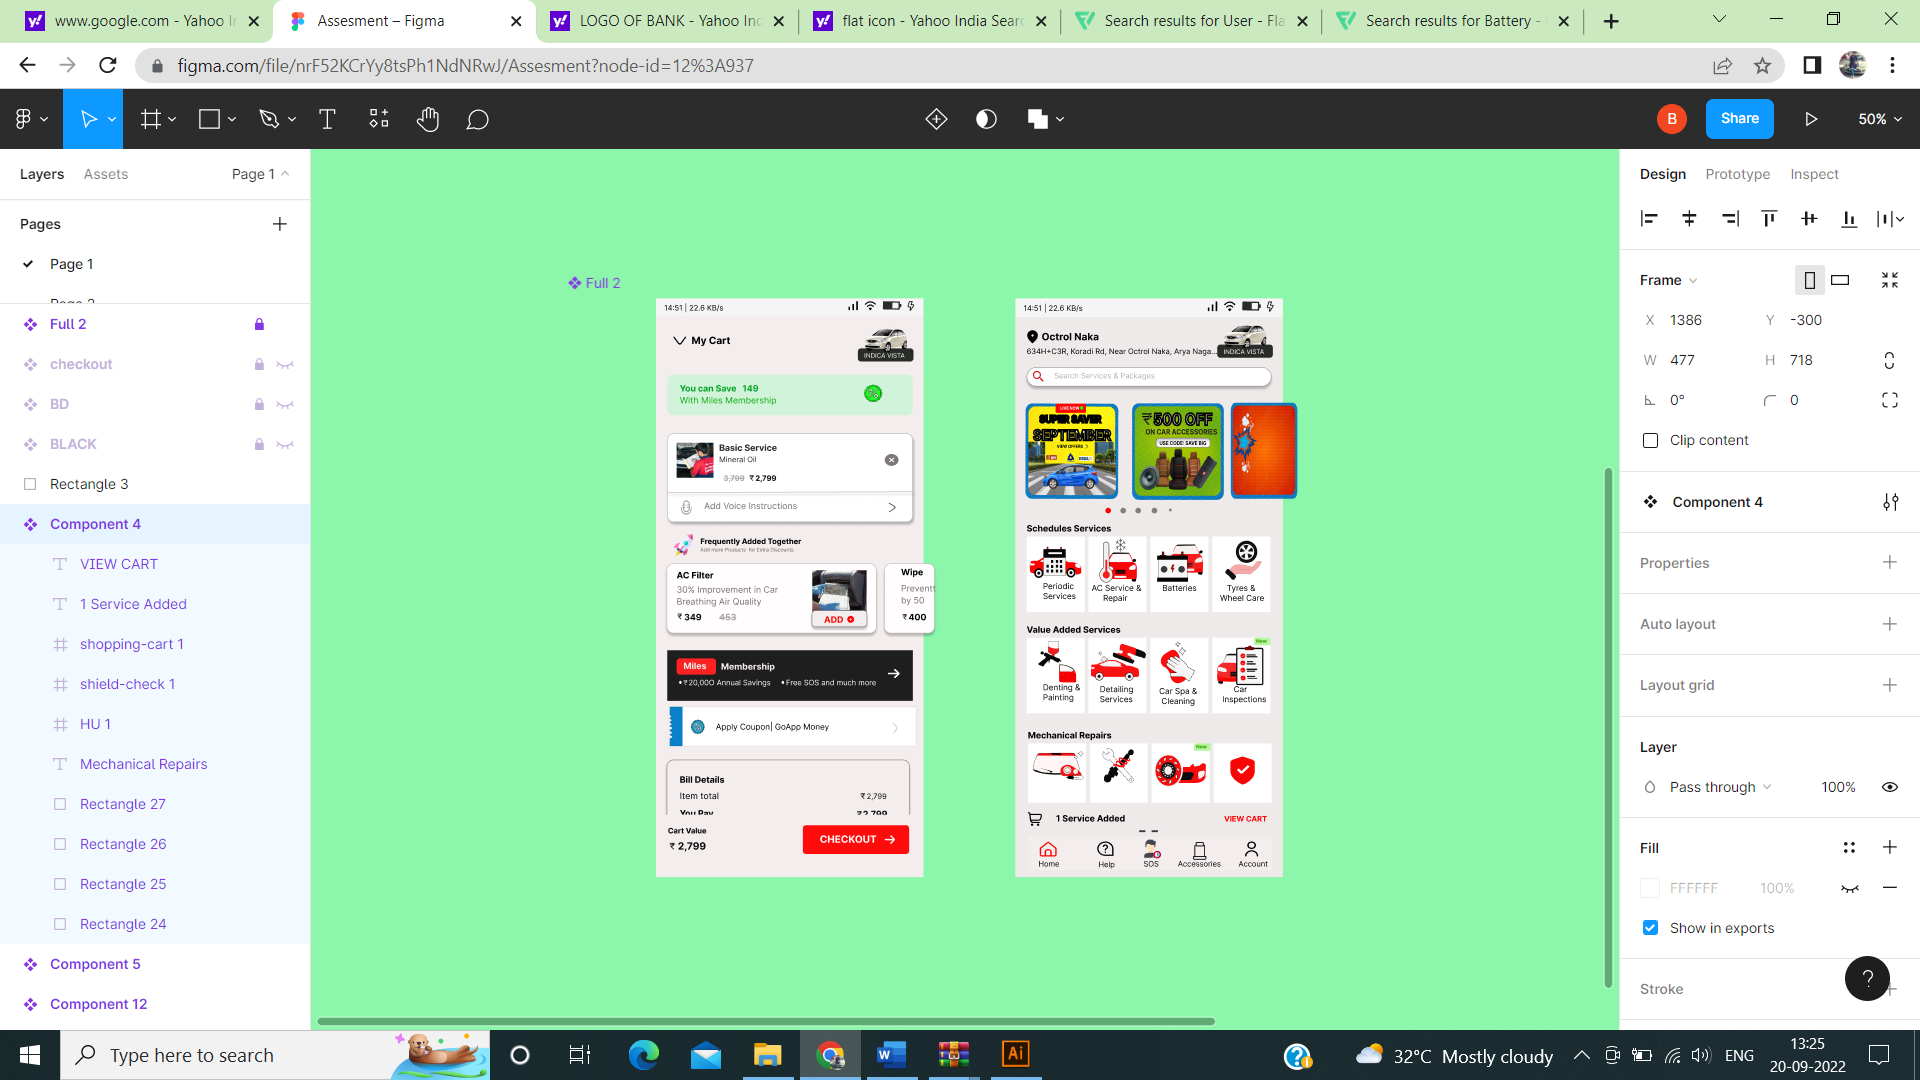 www.google.com - Yahoo In
Assesment – Figma
LOGO OF BANK - Yahoo Ind
flat icon - Yahoo India Searc
Search results for User - Fla
Search results for Battery -
figma.com/file/nrF52KCrYy8tsPh1NdNRwJ/Assesment?node-id=12%3A937
B
Share
50%
Layers
Assets
Page 1
Pages
Page 1
Full 2
checkout
BD
BLACK
Rectangle 3
Component 4
VIEW CART
1 Service Added
shopping-cart 1
shield-check 1
HU 1
Mechanical Repairs
Rectangle 27
Rectangle 26
Rectangle 25
Rectangle 24
Component 5
Component 12
Full 2
14:51 | 22.6 KB/s
My Cart
INDICA VISTA
You can Save 149
With Miles Membership
Basic Service
Mineral Oil
3,799 ₹ 2,799
Add Voice Instructions
Frequently Added Together
Add more Products for Extra Discounts
AC Filter
30% Improvement in Car
Breathing Air Quality
₹ 349 453
ADD
Wipe
Prevent
by 50
₹ 400
Miles Membership
•₹ 20,000 Annual Savings •Free SOS and much more
Apply Coupon| GoApp Money
Bill Details
Item total ₹ 2,799
You Pay ₹2,799
Cart Value
₹ 2,799
CHECKOUT
14:51 | 22.6 KB/s
Octrol Naka
634H+C3R, Koradi Rd, Near Octrol Naka, Arya Naga...
INDICA VISTA
Search Services & Packages
LIVE NOW
SUPER SAVER
SEPTEMBER
VIEW OFFERS
₹500 OFF
ON CAR ACCESSORIES
USE CODE: SAVE BIG
Schedules Services
Periodic
Services
AC Service &
Repair
Batteries
Tyres &
Wheel Care
Value Added Services
New
Denting &
Painting
Detailing
Services
Car Spa &
Cleaning
Car
Inspections
Mechanical Repairs
New
1 Service Added
VIEW CART
Home
Help
SOS
Accessories
Account
Design
Prototype
Inspect
Frame
X 1386
Y -300
W 477
H 718
0°
0
Clip content
Component 4
Properties
Auto layout
Layout grid
Layer
Pass through
100%
Fill
FFFFFF
100%
Show in exports
Stroke
?
Type here to search
W
Ai
32°C Mostly cloudy
ENG
13:25
20-09-2022